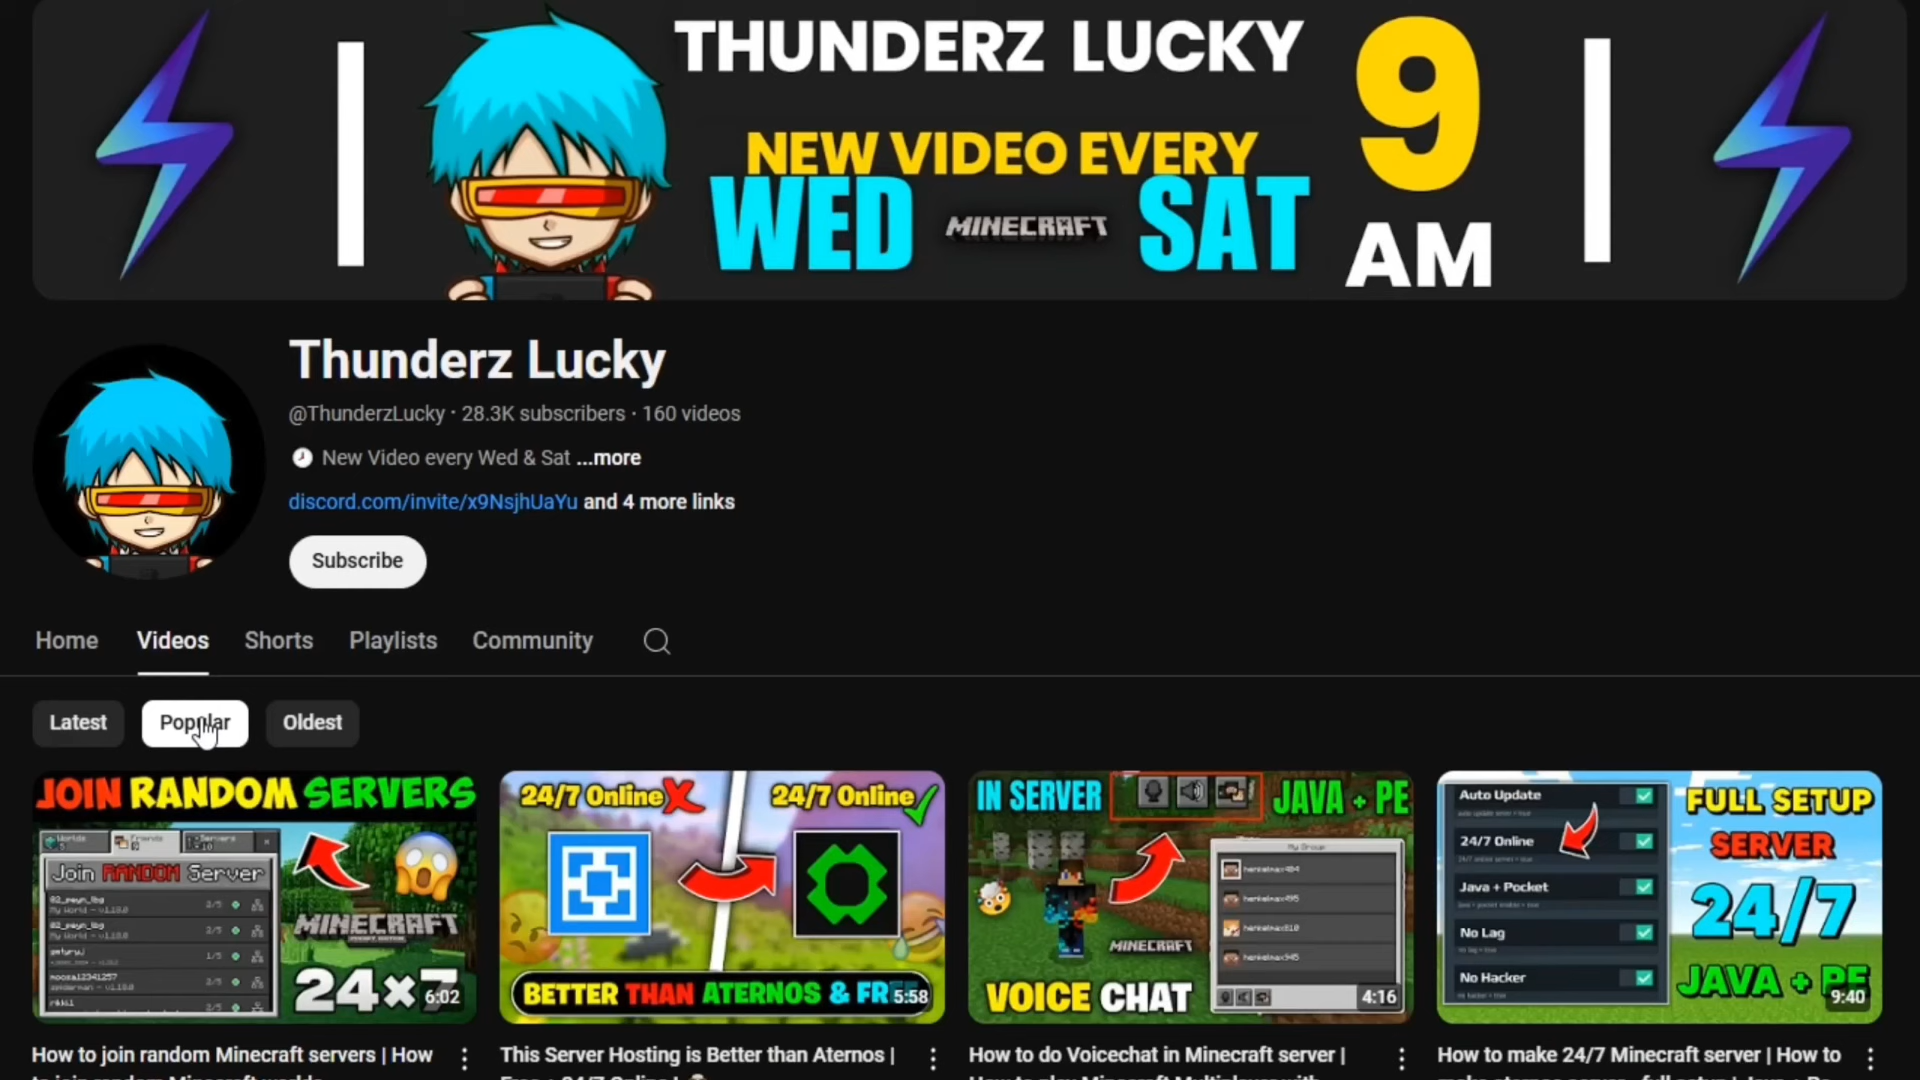 THUNDERZ LUCKY
NEW VIDEO EVERY
WED MINECRAFT SAT
9
AM
Thunderz Lucky
@ThunderzLucky · 28.3K subscribers · 160 videos
New Video every Wed & Sat ...more
discord.com/invite/x9NsjhUaYu and 4 more links
Subscribe
Home Videos Shorts Playlists Community
Latest Popular Oldest
JOIN RANDOM SERVERS
Worlds
Friends
Servers
Join RANDOM Server
MINECRAFT
24×7
6:02
24/7 Online
24/7 Online
BETTER THAN ATERNOS & FR
5:58
IN SERVER
JAVA + PE
My Group
MINECRAFT
VOICE CHAT
4:16
Auto Update
24/7 Online
Java + Pocket
No Lag
No Hacker
FULL SETUP
SERVER
24/7
JAVA + PE
9:40
How to join random Minecraft servers | How
This Server Hosting is Better than Aternos |
How to do Voicechat in Minecraft server |
How to make 24/7 Minecraft server | How to